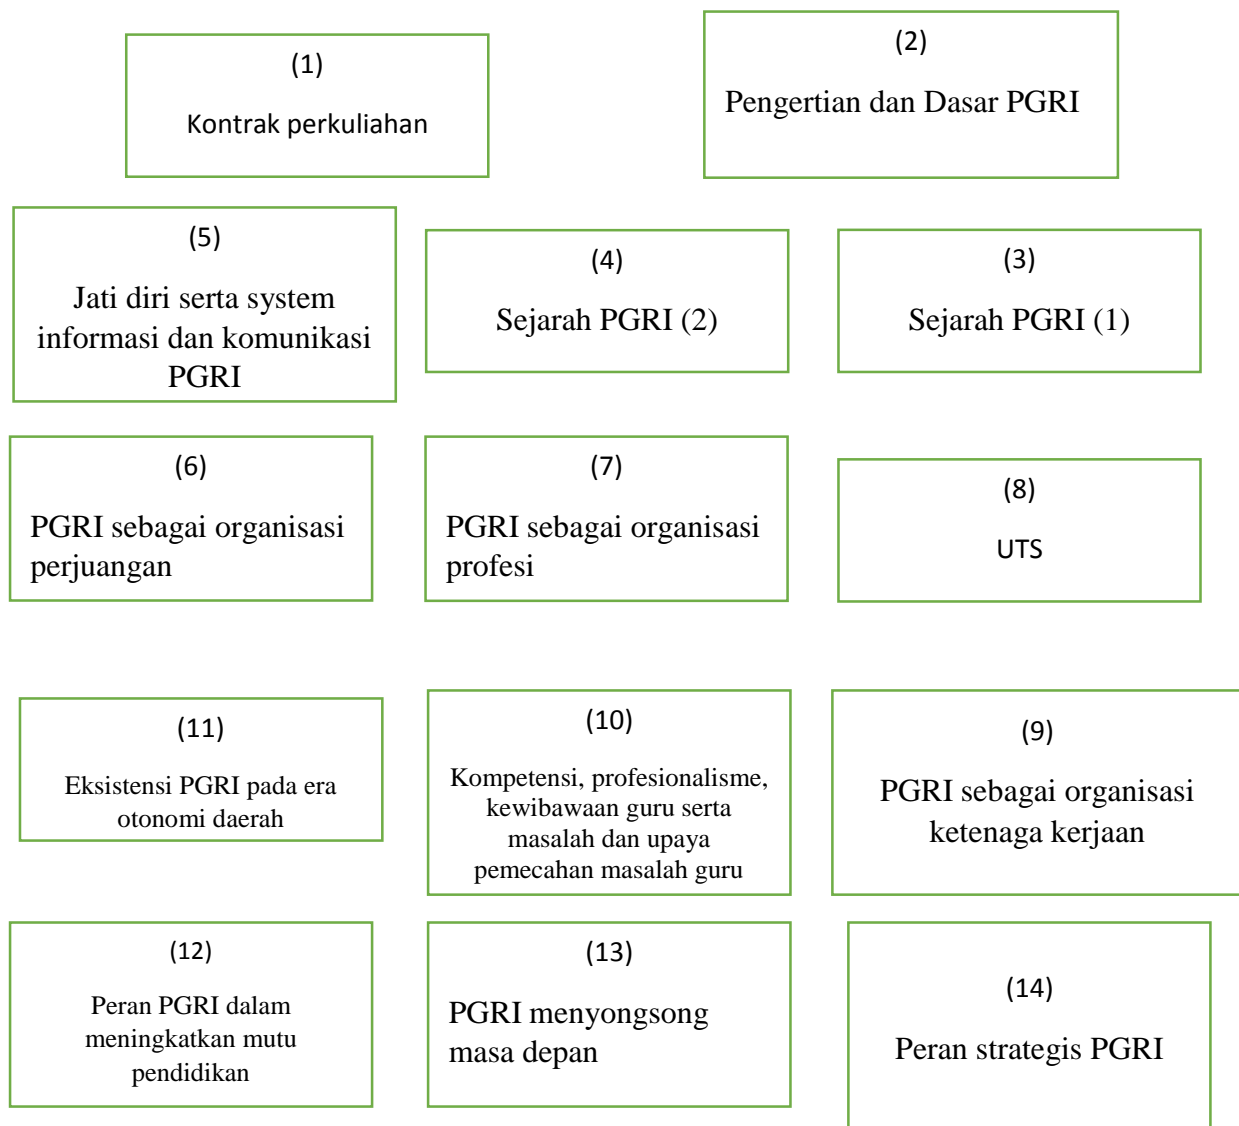 (1)
Kontrak perkuliahan
(2)
Pengertian dan Dasar PGRI
(5)
Jati diri serta system
informasi dan komunikasi
PGRI
(4)
Sejarah PGRI (2)
(3)
Sejarah PGRI (1)
(6)
PGRI sebagai organisasi
perjuangan
(7)
PGRI sebagai organisasi
profesi
(8)
UTS
(11)
Eksistensi PGRI pada era
otonomi daerah
(10)
Kompetensi, profesionalisme,
kewibawaan guru serta
masalah dan upaya
pemecahan masalah guru
(9)
PGRI sebagai organisasi
ketenaga kerjaan
(12)
Peran PGRI dalam
meningkatkan mutu
pendidikan
(13)
PGRI menyongsong
masa depan
(14)
Peran strategis PGRI